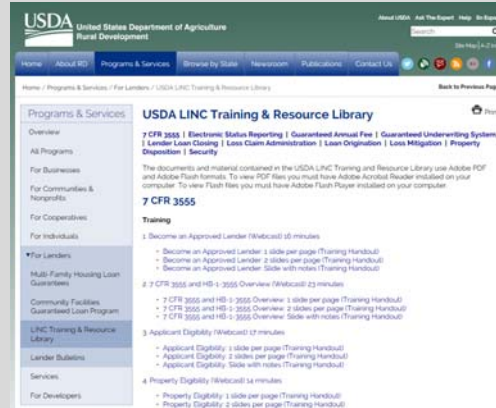 About USDA Ask The Expert Help En Español
USDA United States Department of Agriculture
Rural Development
Search
Site Map A-Z
Home About RD Programs & Services Browse by State Newsroom Publications Contact Us
Home / Programs & Services / For Lenders / USDA LINC Training & Resource Library
Back to Previous Page
Programs & Services
Overview
All Programs
For Businesses
For Communities &
Nonprofits
For Cooperatives
For Individuals
For Lenders
Multi-Family Housing Loan
Guarantees
Community Facilities
Guaranteed Loan Program
LINC Training & Resource
Library
Lender Bulletins
Services
For Developers
USDA LINC Training & Resource Library
Print
7 CFR 3555 | Electronic Status Reporting | Guaranteed Annual Fee | Guaranteed Underwriting System
| Lender Loan Closing | Loss Claim Administration | Loan Origination | Loss Mitigation | Property
Disposition | Security
The documents and material contained in the USDA LINC Training and Resource Library use Adobe PDF
and Adobe Flash formats. To view PDF files you must have Adobe Acrobat Reader installed on your
computer. To view Flash files you must have Adobe Flash Player installed on your computer.
7 CFR 3555
Training
1. Become an Approved Lender (Webcast) 16 minutes
• Become an Approved Lender: 1 slide per page (Training Handout)
• Become an Approved Lender: 2 slides per page (Training Handout)
• Become an Approved Lender: Slide with notes (Training Handout)
2. 7 CFR 3555 and HB-1-3555 Overview (Webcast) 23 minutes
• 7 CFR 3555 and HB-1-3555 Overview: 1 slide per page (Training Handout)
• 7 CFR 3555 and HB-1-3555 Overview: 2 slides per page (Training Handout)
• 7 CFR 3555 and HB-1-3555 Overview: Slide with notes (Training Handout)
3. Applicant Eligibility (Webcast) 17 minutes
• Applicant Eligibility: 1 slide per page (Training Handout)
• Applicant Eligibility: 2 slides per page (Training Handout)
• Applicant Eligibility: Slide with notes (Training Handout)
4. Property Eligibility (Webcast) 14 minutes
• Property Eligibility: 1 slide per page (Training Handout)
• Property Eligibility: 2 slides per page (Training Handout)